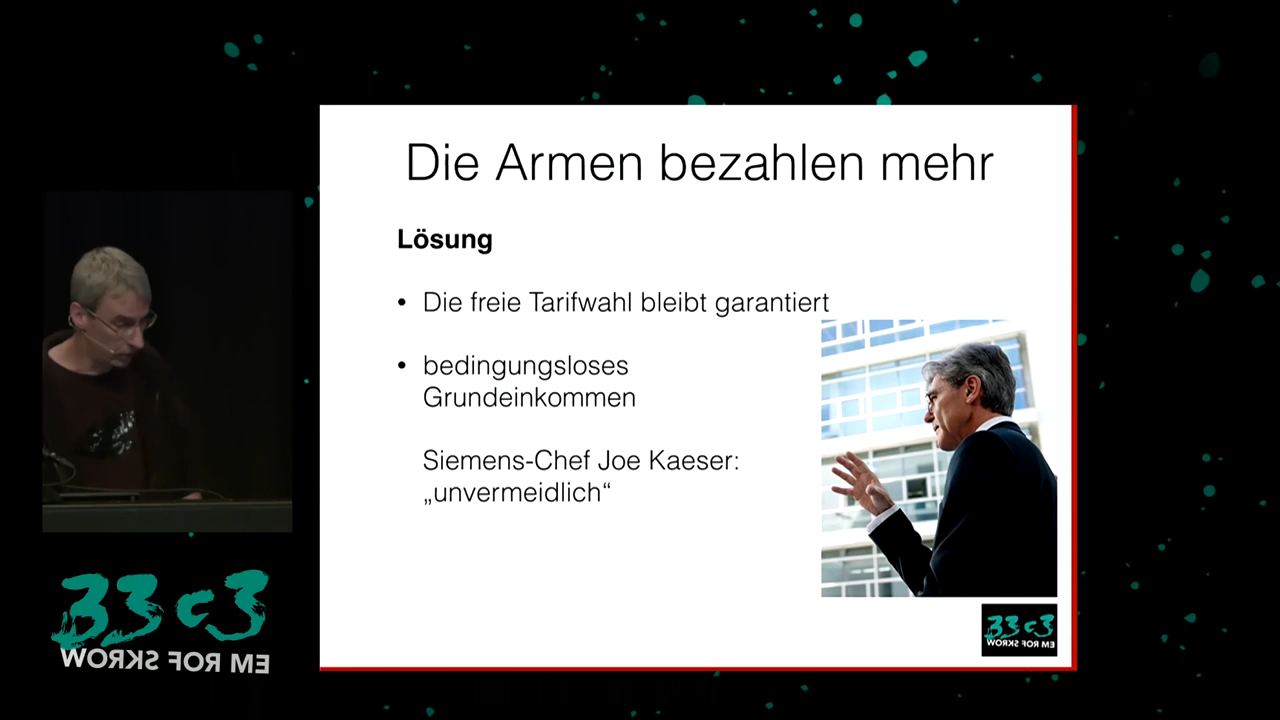 Die Armen bezahlen mehr
Lösung
• Die freie Tarifwahl bleibt garantiert
• bedingungsloses
Grundeinkommen
Siemens-Chef Joe Kaeser:
„unvermeidlich“
33c3
WORKS FOR ME
33c3
WORKS FOR ME